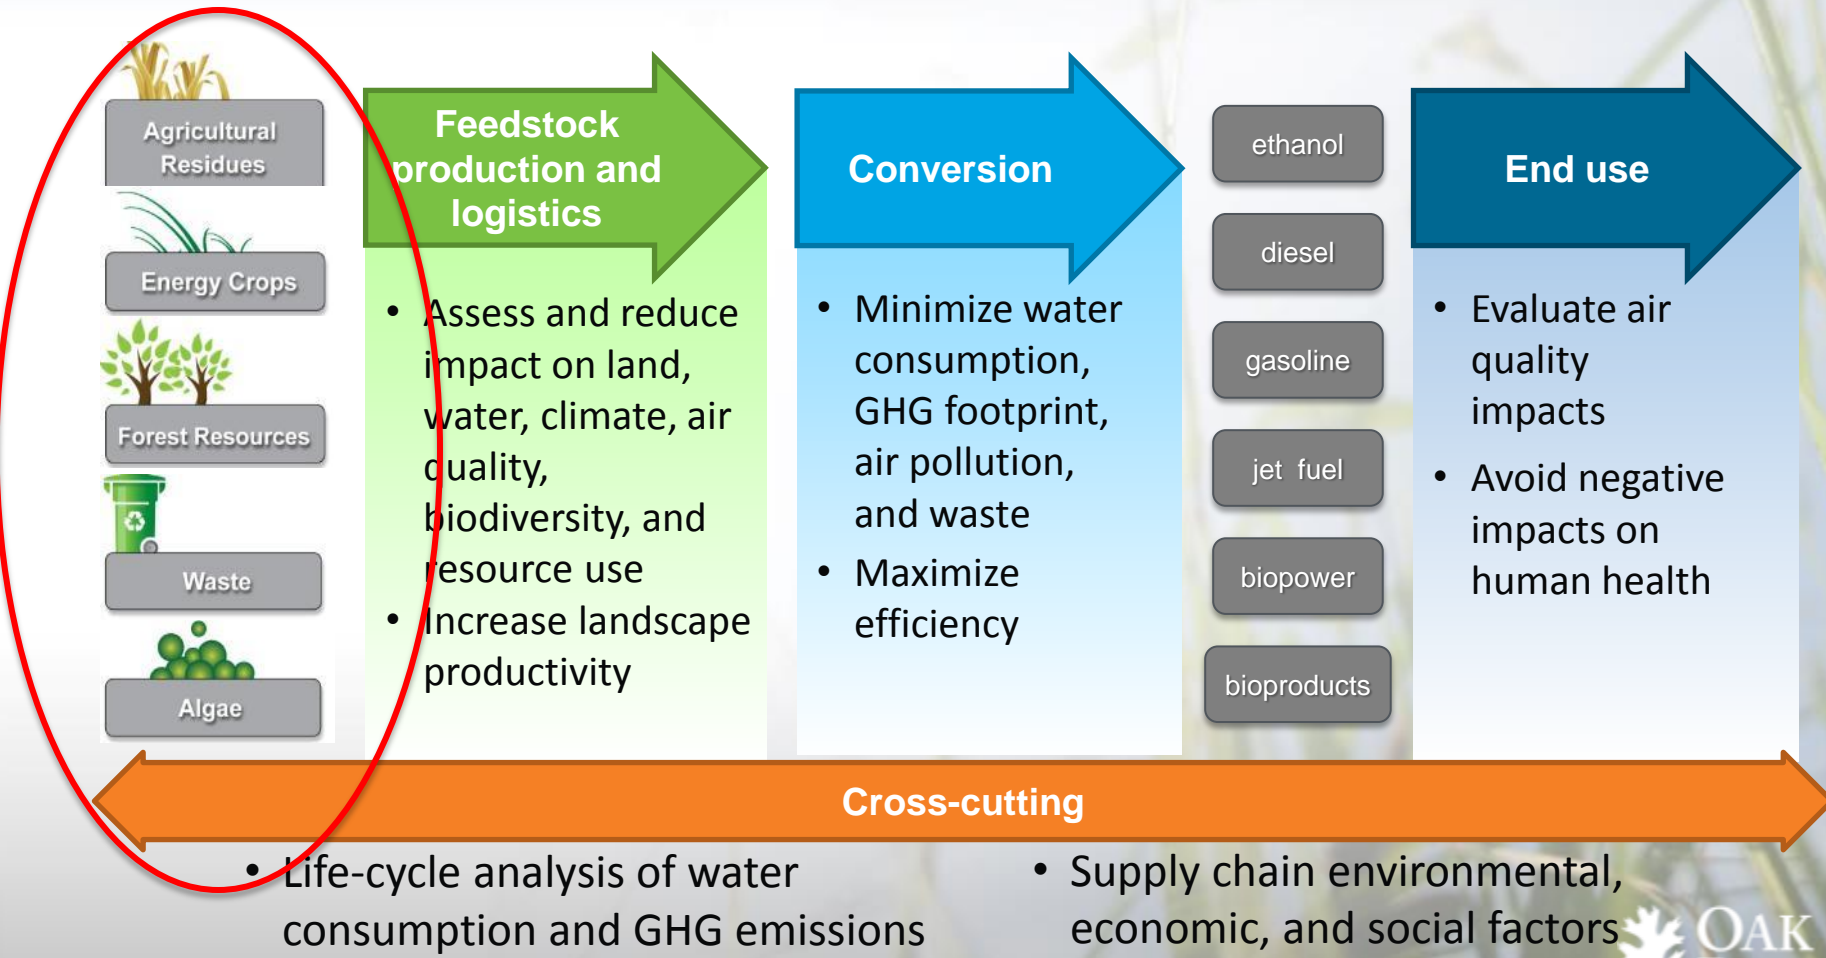 Agricultural
Residues
Energy Crops
Forest Resources
Waste
Algae
Feedstock
production and
logistics
• Assess and reduce
impact on land,
water, climate, air
quality,
biodiversity, and
resource use
• Increase landscape
productivity
Conversion
• Minimize water
consumption,
GHG footprint,
air pollution,
and waste
• Maximize
efficiency
ethanol
diesel
gasoline
jet fuel
biopower
bioproducts
End use
• Evaluate air
quality
impacts
• Avoid negative
impacts on
human health
Cross-cutting
• Life-cycle analysis of water
consumption and GHG emissions
• Supply chain environmental,
economic, and social factors
OAK